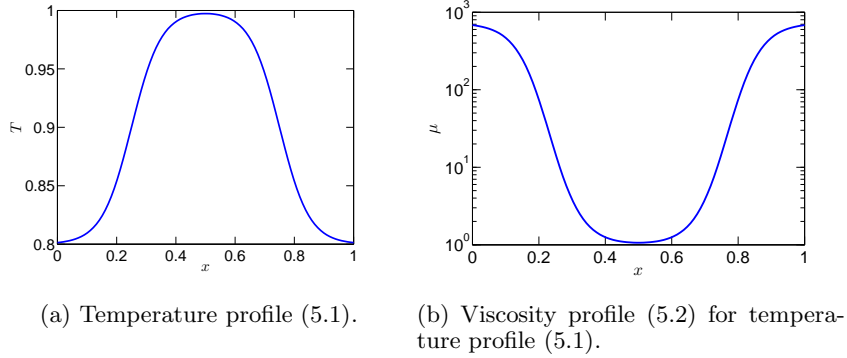 1
0.95
0.9
0.85
0.8
T
0 0.2 0.4 0.6 0.8 1
x
10^3
10^2
10^1
10^0
μ
0 0.2 0.4 0.6 0.8 1
x
(a) Temperature profile (5.1).
(b) Viscosity profile (5.2) for tempera-
ture profile (5.1).